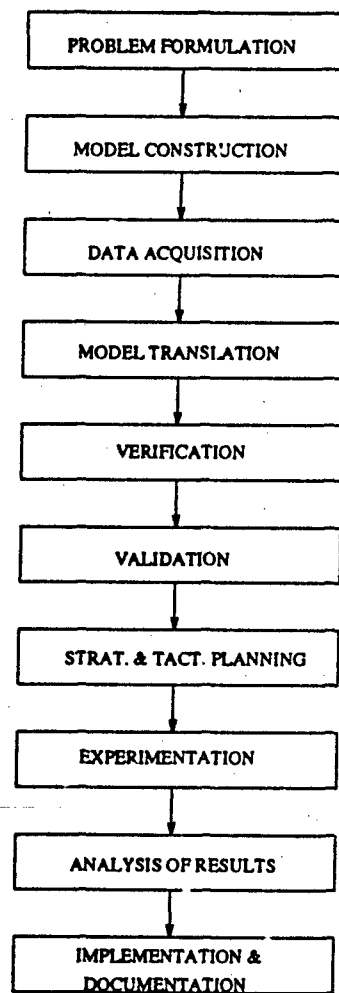 PROBLEM FORMULATION
MODEL CONSTRUCTION
DATA ACQUISITION
MODEL TRANSLATION
VERIFICATION
VALIDATION
STRAT. & TACT. PLANNING
EXPERIMENTATION
ANALYSIS OF RESULTS
IMPLEMENTATION &
DOCUMENTATION